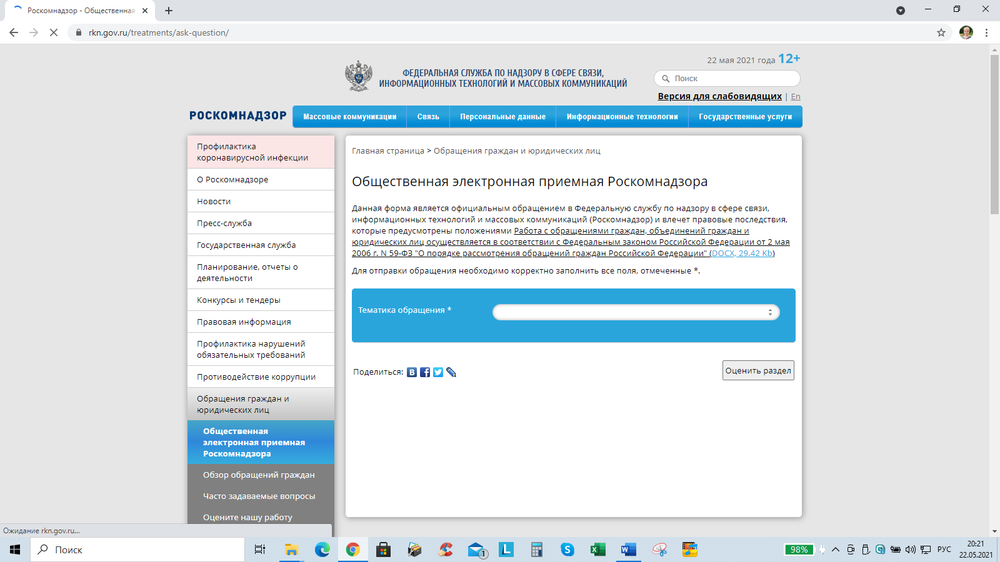 Роскомнадзор - Общественная
rkn.gov.ru/treatments/ask-question/
22 мая 2021 года 12+
ФЕДЕРАЛЬНАЯ СЛУЖБА ПО НАДЗОРУ В СФЕРЕ СВЯЗИ,
ИНФОРМАЦИОННЫХ ТЕХНОЛОГИЙ И МАССОВЫХ КОММУНИКАЦИЙ
Поиск
Версия для слабовидящих | En
РОСКОМНАДЗОР
Массовые коммуникации
Связь
Персональные данные
Информационные технологии
Государственные услуги
Профилактика
коронавирусной инфекции
О Роскомнадзоре
Новости
Пресс-служба
Государственная служба
Планирование, отчеты о
деятельности
Конкурсы и тендеры
Правовая информация
Профилактика нарушений
обязательных требований
Противодействие коррупции
Обращения граждан и
юридических лиц
Общественная
электронная приемная
Роскомнадзора
Обзор обращений граждан
Часто задаваемые вопросы
Оцените нашу работу
Главная страница > Обращения граждан и юридических лиц
Общественная электронная приемная Роскомнадзора
Данная форма является официальным обращением в Федеральную службу по надзору в сфере связи,
информационных технологий и массовых коммуникаций (Роскомнадзор) и влечет правовые последствия,
которые предусмотрены положениями Работа с обращениями граждан, объединений граждан и
юридических лиц осуществляется в соответствии с Федеральным законом Российской Федерации от 2 мая
2006 г. N 59-ФЗ "О порядке рассмотрения обращений граждан Российской Федерации" (DOCX, 29.42 Kb)
Для отправки обращения необходимо корректно заполнить все поля, отмеченные *.
Тематика обращения *
Поделиться:
Оценить раздел
Ожидание rkn.gov.ru...
Поиск
1
98%
РУС
20:21
22.05.2021